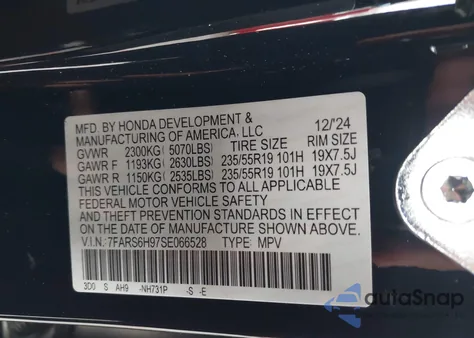 MFD. BY HONDA DEVELOPMENT & 12/'24
MANUFACTURING OF AMERICA, LLC
GVWR 2300KG( 5070LBS) TIRE SIZE RIM SIZE
GAWR F 1193KG( 2630LBS) 235/55R19 101H 19X7.5J
GAWR R 1150KG( 2535LBS) 235/55R19 101H 19X7.5J
THIS VEHICLE CONFORMS TO ALL APPLICABLE
FEDERAL MOTOR VEHICLE SAFETY
AND THEFT PREVENTION STANDARDS IN EFFECT
ON THE DATE OF MANUFACTURE SHOWN ABOVE.
V.I.N.:7FARS6H97SE066528 TYPE: MPV
3D0 S AH9 -NH731P -S -E
autoSnap